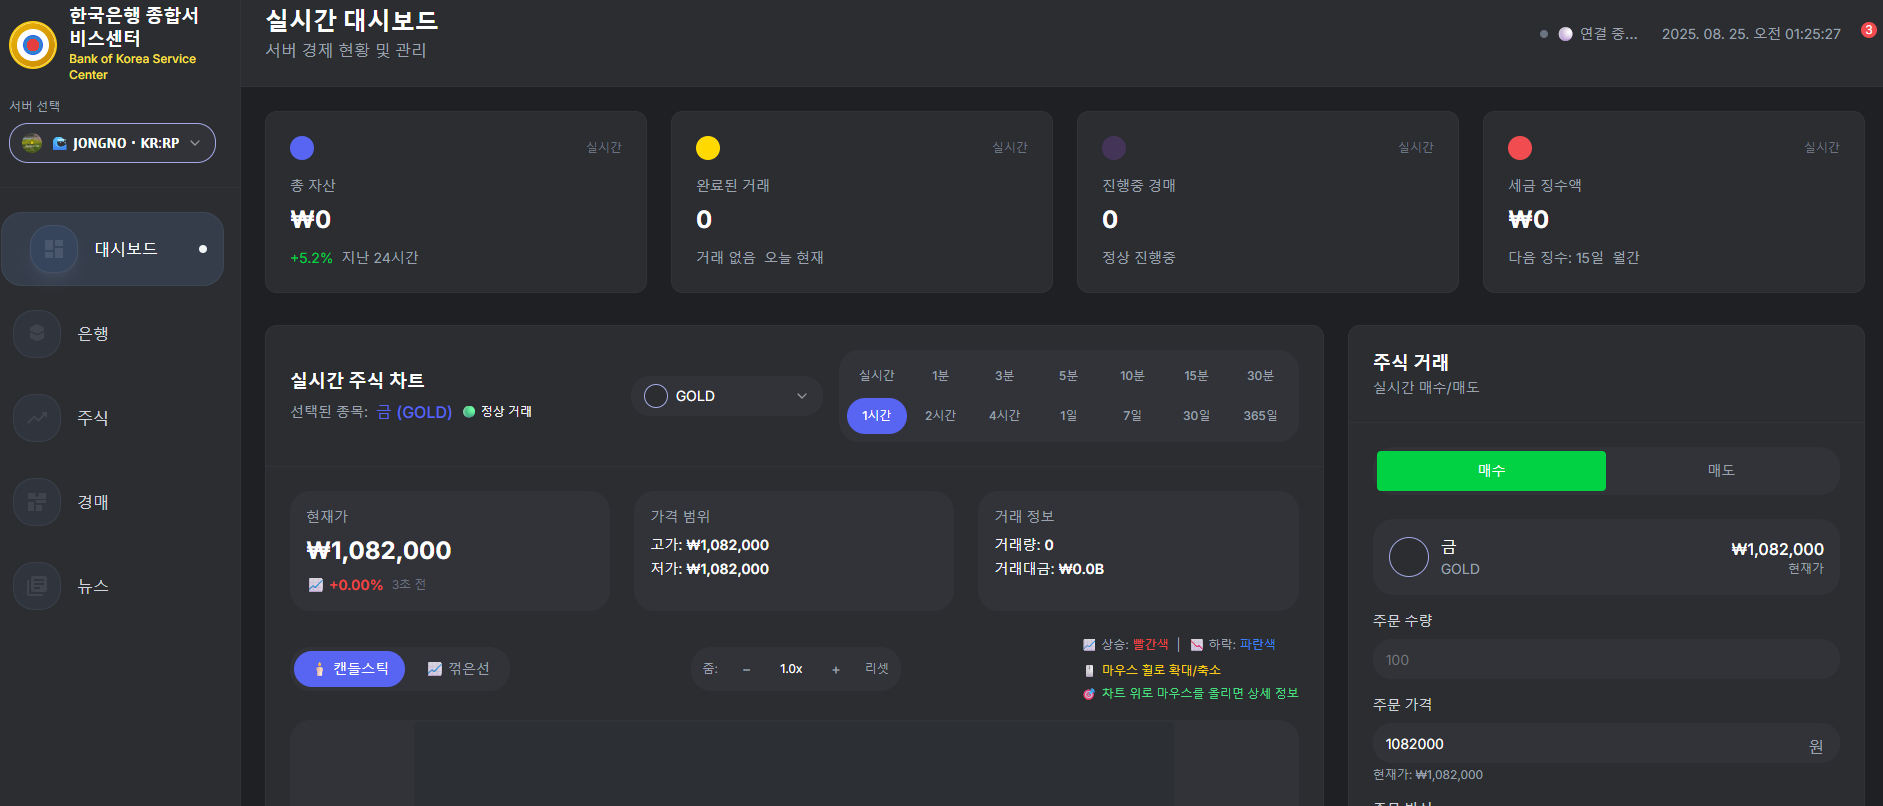 한국은행 종합서
비스센터
Bank of Korea Service
Center
서버 선택
JONGNO • KR:RP
대시보드
은행
주식
경매
뉴스
실시간 대시보드
서버 경제 현황 및 관리
연결 중...
2025. 08. 25. 오전 01:25:27
3
실시간
총 자산
₩0
+5.2% 지난 24시간
실시간
완료된 거래
0
거래 없음 오늘 현재
실시간
진행중 경매
0
정상 진행중
실시간
세금 징수액
₩0
다음 징수: 15일 월간
실시간 주식 차트
선택된 종목: 금 (GOLD) 정상 거래
GOLD
실시간 1분 3분 5분 10분 15분 30분
1시간 2시간 4시간 1일 7일 30일 365일
현재가
₩1,082,000
+0.00% 3초 전
가격 범위
고가: ₩1,082,000
저가: ₩1,082,000
거래 정보
거래량: 0
거래대금: ₩0.0B
캔들스틱 꺾은선
줌: − 1.0x + 리셋
상승: 빨간색 | 하락: 파란색
마우스 휠로 확대/축소
차트 위로 마우스를 올리면 상세 정보
주식 거래
실시간 매수/매도
매수 매도
금
GOLD
₩1,082,000
현재가
주문 수량
100
주문 가격
1082000 원
현재가: ₩1,082,000